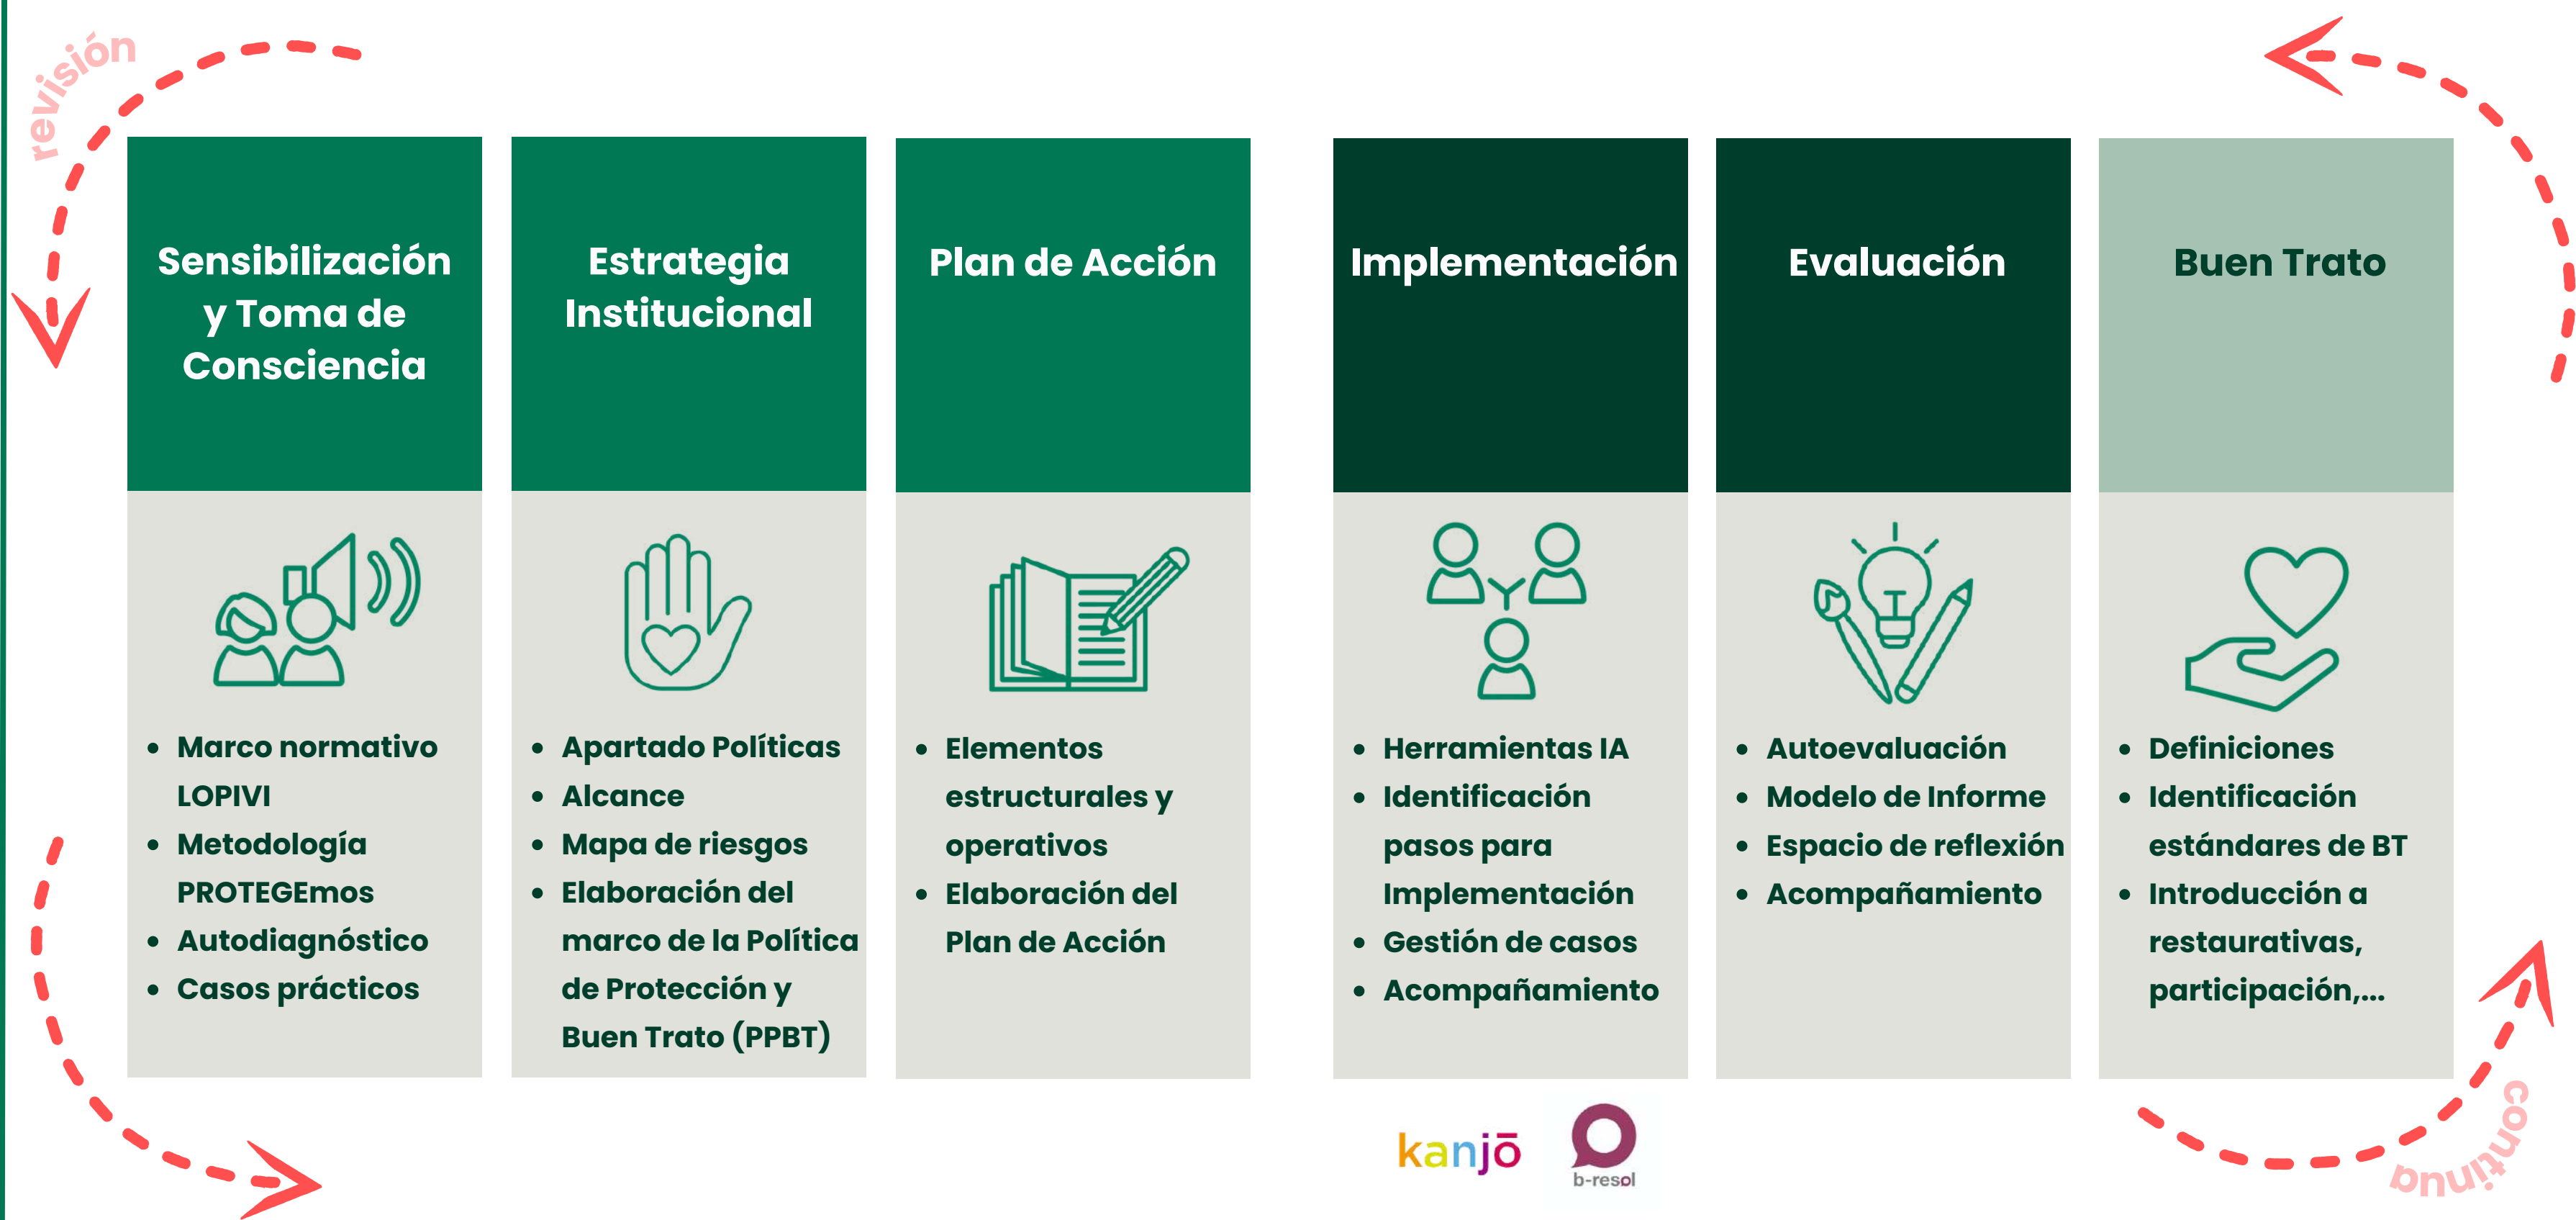 revisión
Sensibilización
y Toma de
Consciencia
Marco normativo
LOPIVI
Metodología
PROTEGEmos
Autodiagnóstico
Casos prácticos
Estrategia
Institucional
Apartado Políticas
Alcance
Mapa de riesgos
Elaboración del
marco de la Política
de Protección y
Buen Trato (PPBT)
Plan de Acción
Elementos
estructurales y
operativos
Elaboración del
Plan de Acción
Implementación
Herramientas IA
Identificación
pasos para
Implementación
Gestión de casos
Acompañamiento
Evaluación
Autoevaluación
Modelo de Informe
Espacio de reflexión
Acompañamiento
Buen Trato
Definiciones
Identificación
estándares de BT
Introducción a
restaurativas,
participación,...
continua
kanjō
b-resol